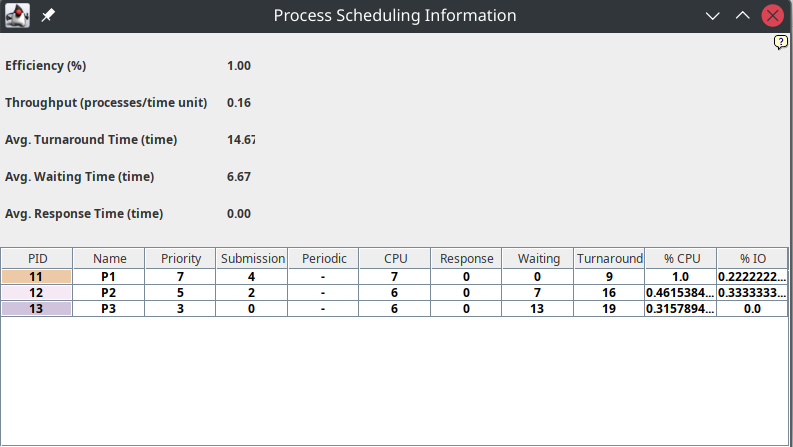 Process Scheduling Information
?
Efficiency (%) 1.00
Throughput (processes/time unit) 0.16
Avg. Turnaround Time (time) 14.67
Avg. Waiting Time (time) 6.67
Avg. Response Time (time) 0.00
PID Name Priority Submission Periodic CPU Response Waiting Turnaround % CPU % IO
11 P1 7 4 - 7 0 0 9 1.0 0.2222222...
12 P2 5 2 - 6 0 7 16 0.4615384... 0.3333333...
13 P3 3 0 - 6 0 13 19 0.3157894... 0.0